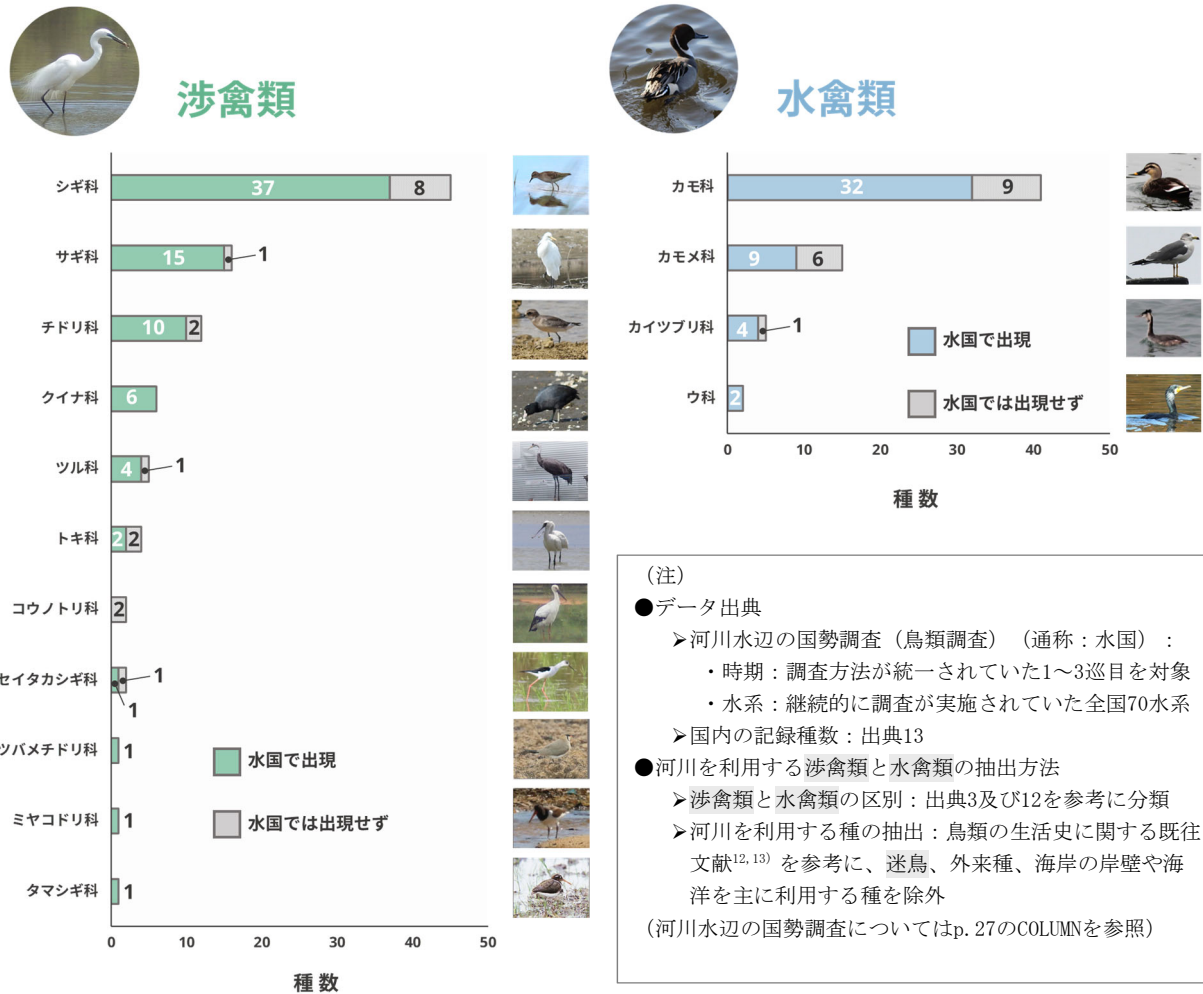 渉禽類
シギ科 37 8
サギ科 15 1
チドリ科 10 2
クイナ科 6
ツル科 4 1
トキ科 2 2
コウノトリ科 2
セイタカシギ科 1 1
ツバメチドリ科 1
ミヤコドリ科 1
タマシギ科 1
水国で出現
水国では出現せず
0 10 20 30 40 50
種数
水禽類
カモ科 32 9
カモメ科 9 6
カイツブリ科 4 1
ウ科 2
水国で出現
水国では出現せず
0 10 20 30 40 50
種数
(注)
●データ出典
➤河川水辺の国勢調査(鳥類調査)(通称:水国):
・時期:調査方法が統一されていた1~3巡目を対象
・水系:継続的に調査が実施されていた全国70水系
➤国内の記録種数:出典13
●河川を利用する渉禽類と水禽類の抽出方法
➤渉禽類と水禽類の区別:出典3及び12を参考に分類
➤河川を利用する種の抽出:鳥類の生活史に関する既往
文献12,13)を参考に、迷鳥、外来種、海岸の岸壁や海
洋を主に利用する種を除外
(河川水辺の国勢調査についてはp.27のCOLUMNを参照)